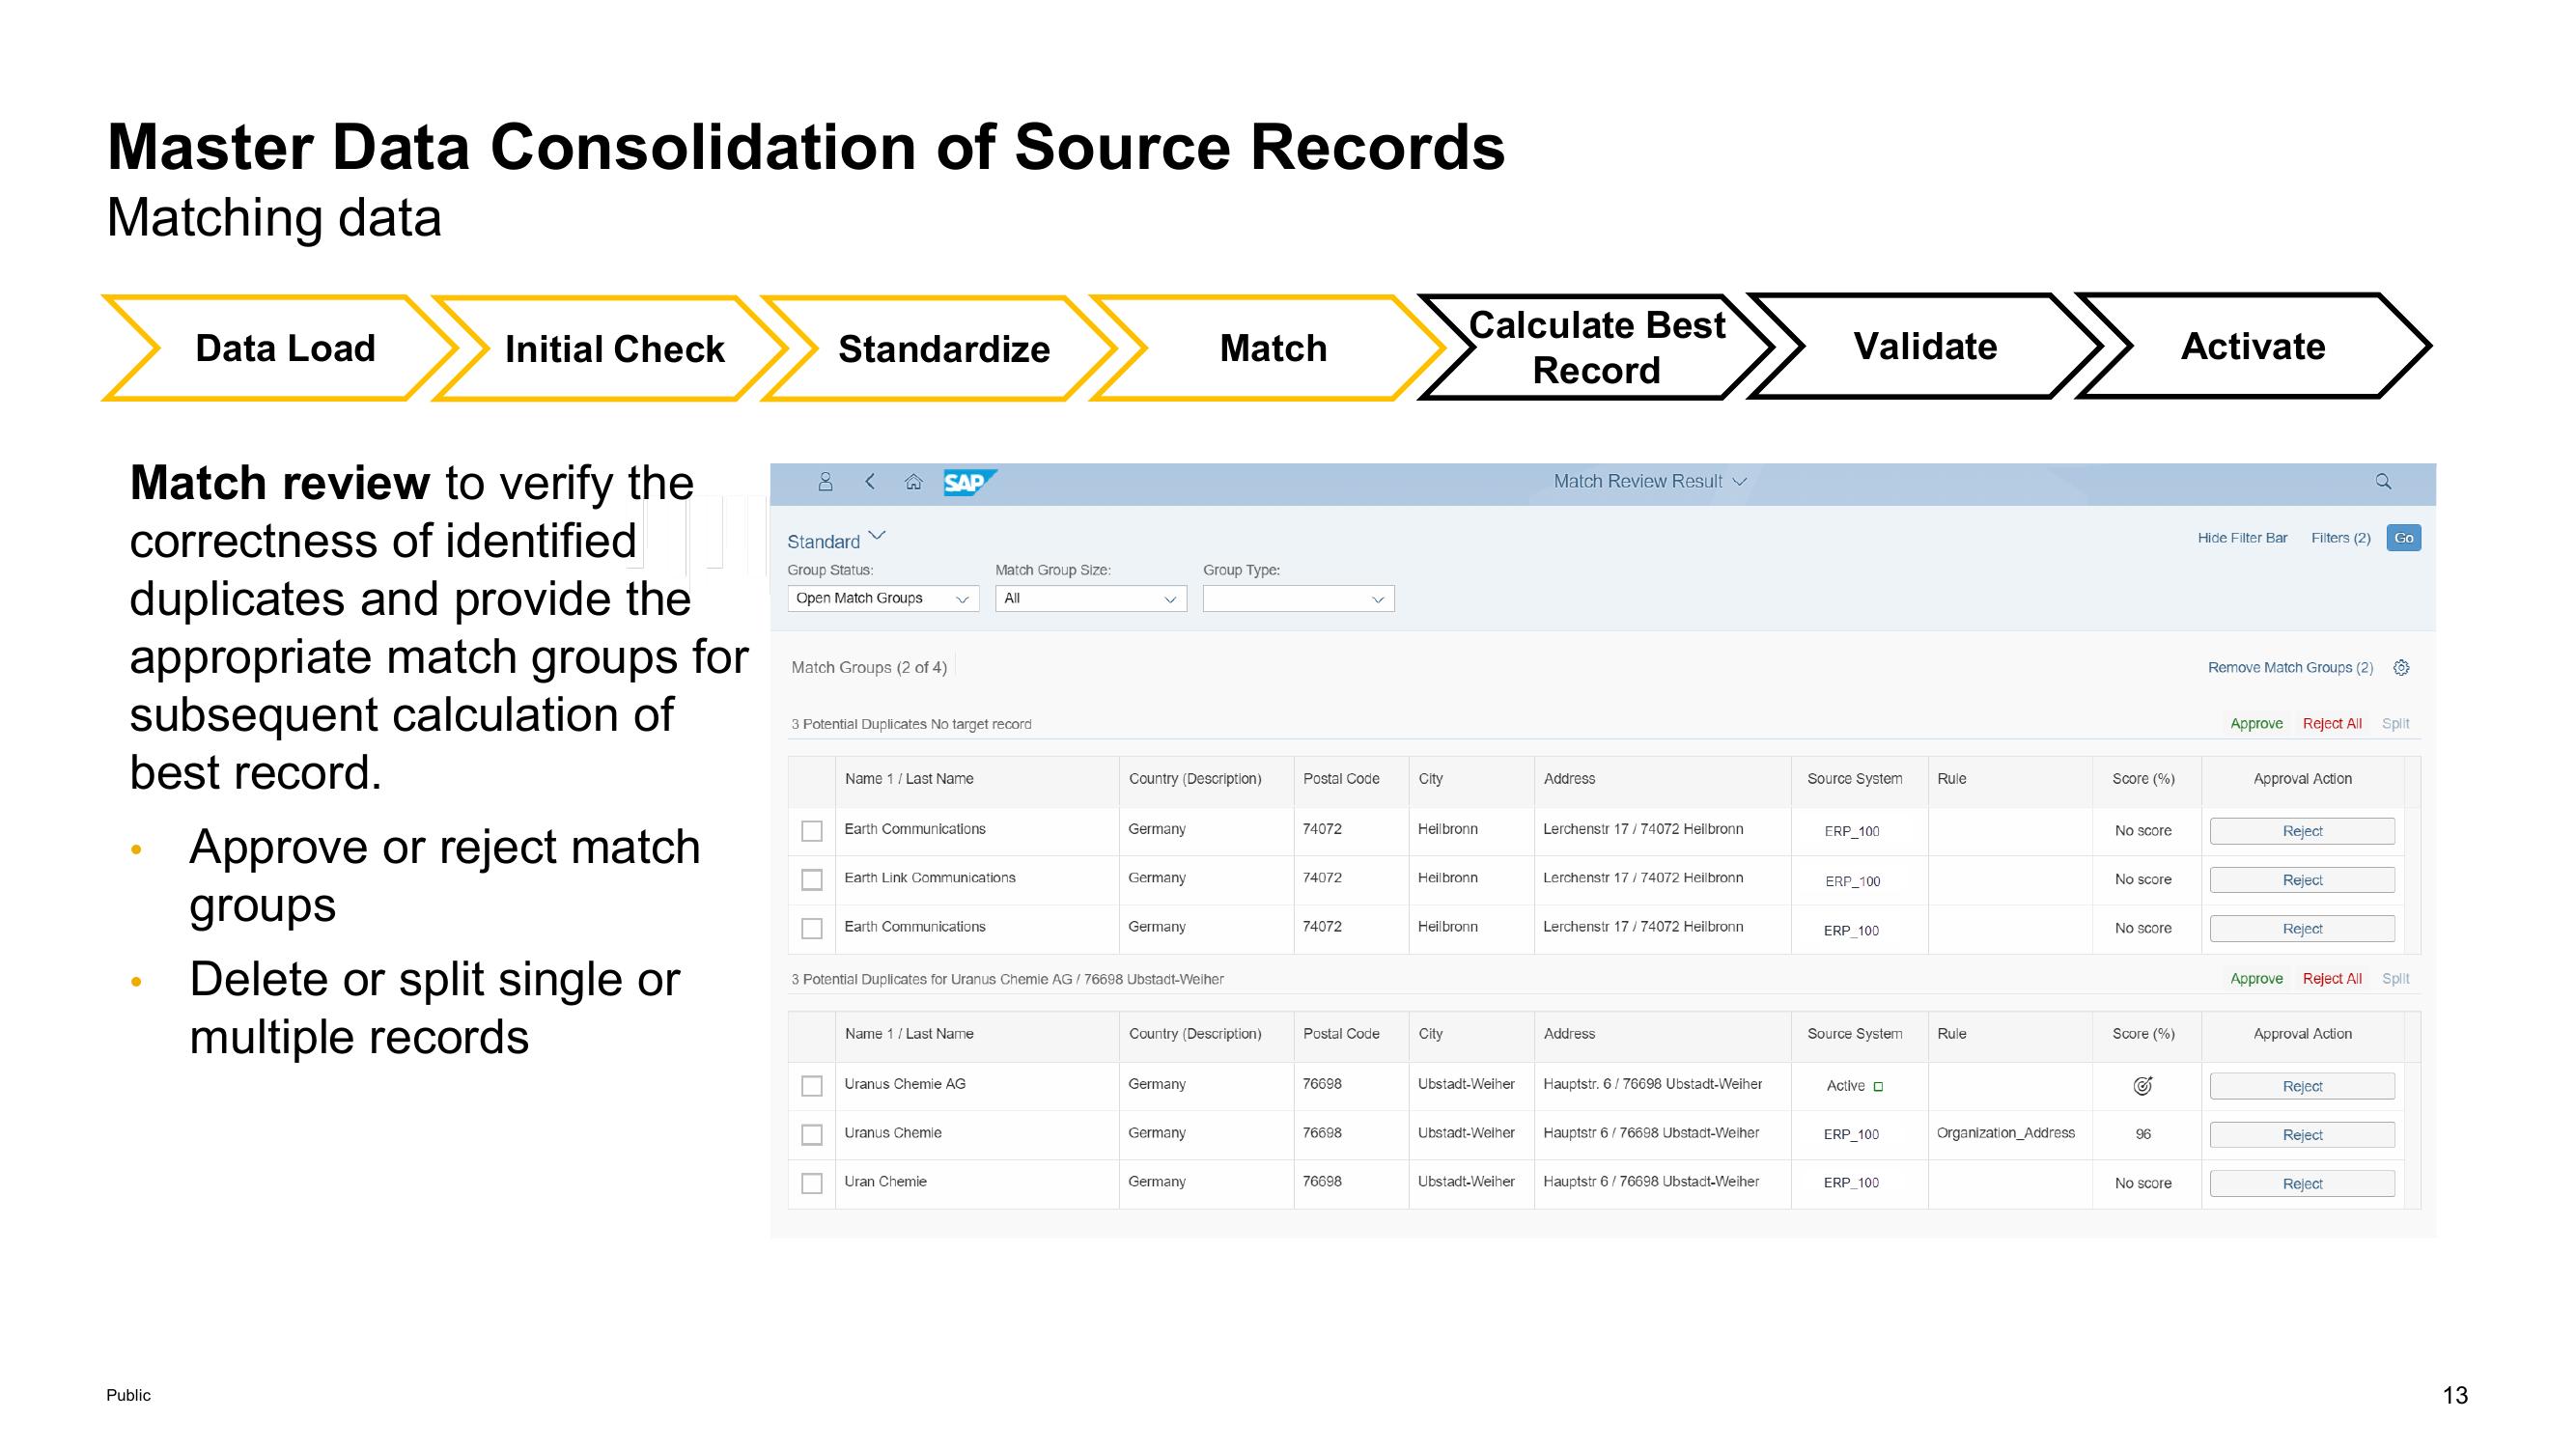 Master Data Consolidation of Source Records
Matching data
Data Load
Initial Check
Standardize
Match
Calculate Best
Record
Validate
Activate
Match review to verify the
correctness of identified
duplicates and provide the
appropriate match groups for
subsequent calculation of
best record.
• Approve or reject match
groups
• Delete or split single or
multiple records
SAP Match Review Result
Standard Hide Filter Bar Filters (2) Go
Group Status: Match Group Size: Group Type:
Open Match Groups All
Match Groups (2 of 4) Remove Match Groups (2)
3 Potential Duplicates No target record Approve Reject All Split
Name 1 / Last Name Country (Description) Postal Code City Address Source System Rule Score (%) Approval Action
Earth Communications Germany 74072 Heilbronn Lerchenstr 17 / 74072 Heilbronn ERP_100 No score Reject
Earth Link Communications Germany 74072 Heilbronn Lerchenstr 17 / 74072 Heilbronn ERP_100 No score Reject
Earth Communications Germany 74072 Heilbronn Lerchenstr 17 / 74072 Heilbronn ERP_100 No score Reject
3 Potential Duplicates for Uranus Chemie AG / 76698 Ubstadt-Weiher Approve Reject All Split
Name 1 / Last Name Country (Description) Postal Code City Address Source System Rule Score (%) Approval Action
Uranus Chemie AG Germany 76698 Ubstadt-Weiher Hauptstr. 6 / 76698 Ubstadt-Weiher Active Reject
Uranus Chemie Germany 76698 Ubstadt-Weiher Hauptstr 6 / 76698 Ubstadt-Weiher ERP_100 Organization_Address 96 Reject
Uran Chemie Germany 76698 Ubstadt-Weiher Hauptstr 6 / 76698 Ubstadt-Weiher ERP_100 No score Reject
Public
13